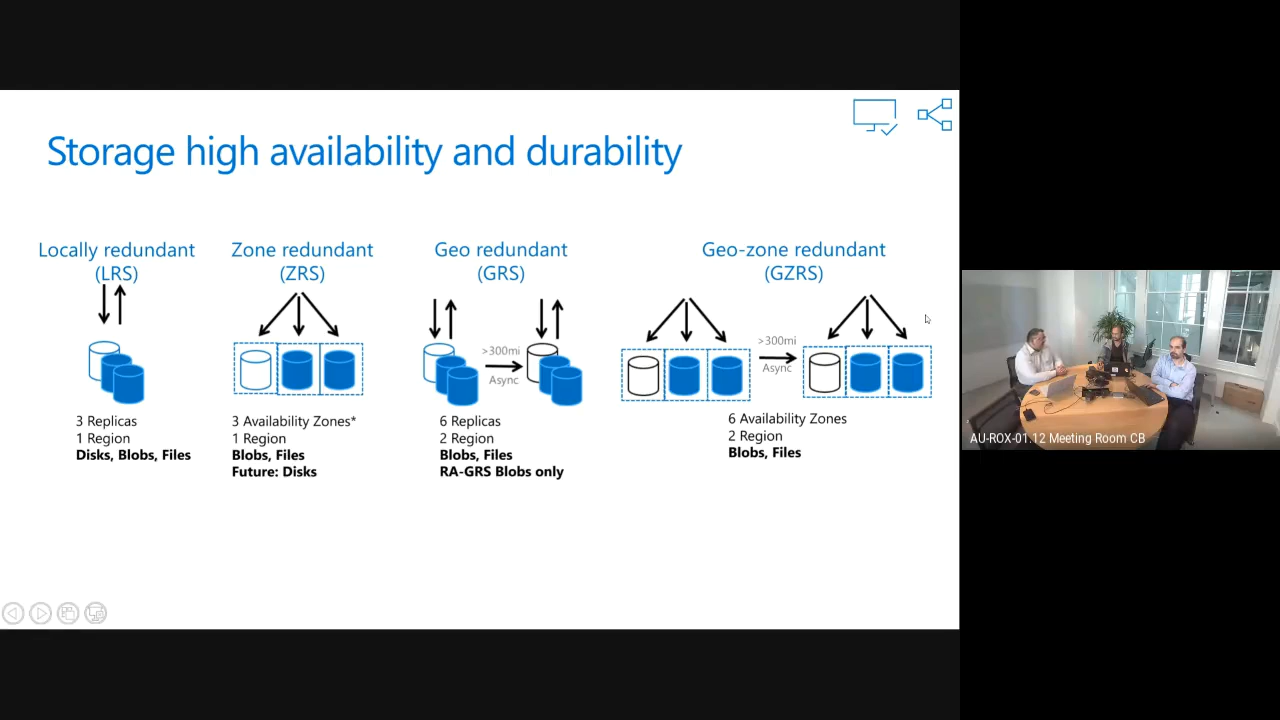 Storage high availability and durability
Locally redundant
(LRS)
3 Replicas
1 Region
Disks, Blobs, Files
Zone redundant
(ZRS)
3 Availability Zones*
1 Region
Blobs, Files
Future: Disks
Geo redundant
(GRS)
>300mi
Async
6 Replicas
2 Region
Blobs, Files
RA-GRS Blobs only
Geo-zone redundant
(GZRS)
>300mi
Async
6 Availability Zones
2 Region
Blobs, Files
AU-ROX-01.12 Meeting Room CB